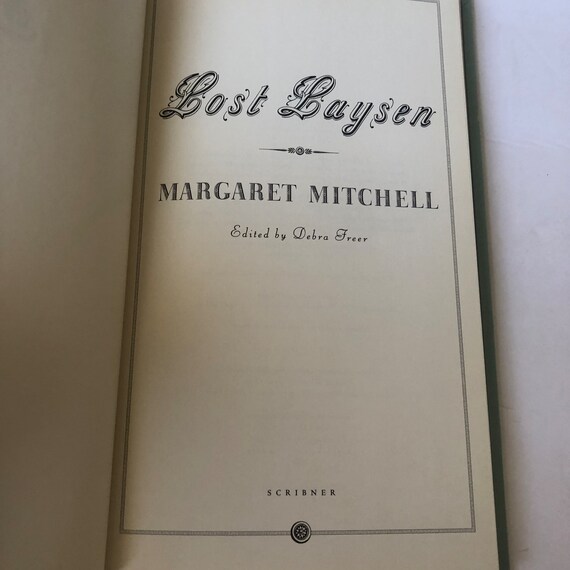 Lost Laysen
MARGARET MITCHELL
Edited by Debra Freer
SCRIBNER